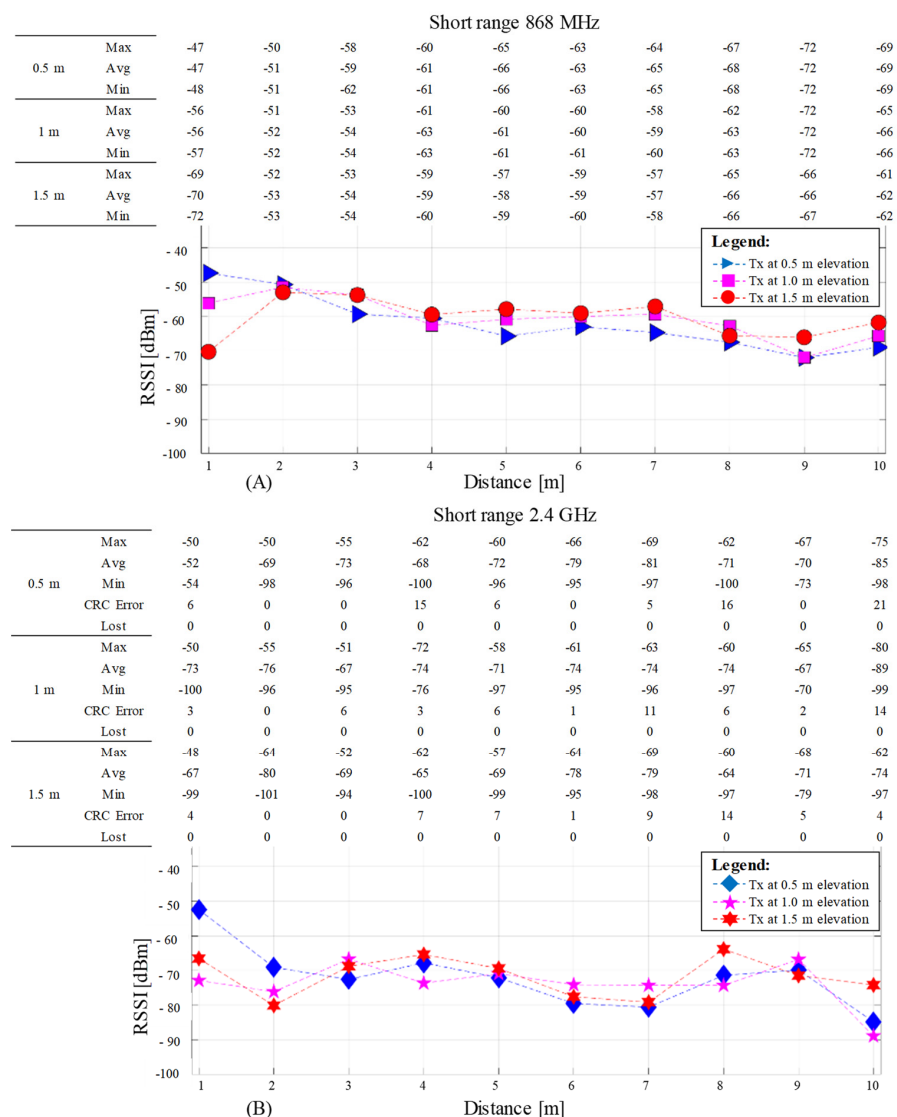 Short range 868 MHz
Max -47 -50 -58 -60 -65 -63 -64 -67 -72 -69
0.5 m Avg -47 -51 -59 -61 -66 -63 -65 -68 -72 -69
Min -48 -51 -62 -61 -66 -63 -65 -68 -72 -69
Max -56 -51 -53 -61 -60 -60 -58 -62 -72 -65
1 m Avg -56 -52 -54 -63 -61 -60 -59 -63 -72 -66
Min -57 -52 -54 -63 -61 -61 -60 -63 -72 -66
Max -69 -52 -53 -59 -57 -59 -57 -65 -66 -61
1.5 m Avg -70 -53 -54 -59 -58 -59 -57 -66 -66 -62
Min -72 -53 -54 -60 -59 -60 -58 -66 -67 -62
Legend:
Tx at 0.5 m elevation
Tx at 1.0 m elevation
Tx at 1.5 m elevation
RSSI [dBm]
- 40
- 50
- 60
- 70
- 80
- 90
-100
1 2 3 4 5 6 7 8 9 10
(A) Distance [m]
Short range 2.4 GHz
Max -50 -50 -55 -62 -60 -66 -69 -62 -67 -75
Avg -52 -69 -73 -68 -72 -79 -81 -71 -70 -85
0.5 m Min -54 -98 -96 -100 -96 -95 -97 -100 -73 -98
CRC Error 6 0 0 15 6 0 5 16 0 21
Lost 0 0 0 0 0 0 0 0 0 0
Max -50 -55 -51 -72 -58 -61 -63 -60 -65 -80
Avg -73 -76 -67 -74 -71 -74 -74 -74 -67 -89
1 m Min -100 -96 -95 -76 -97 -95 -96 -97 -70 -99
CRC Error 3 0 6 3 6 1 11 6 2 14
Lost 0 0 0 0 0 0 0 0 0 0
Max -48 -64 -52 -62 -57 -64 -69 -60 -68 -62
Avg -67 -80 -69 -65 -69 -78 -79 -64 -71 -74
1.5 m Min -99 -101 -94 -100 -99 -95 -98 -97 -79 -97
CRC Error 4 0 0 7 7 1 9 14 5 4
Lost 0 0 0 0 0 0 0 0 0 0
Legend:
Tx at 0.5 m elevation
Tx at 1.0 m elevation
Tx at 1.5 m elevation
RSSI [dBm]
- 40
- 50
- 60
- 70
- 80
- 90
-100
1 2 3 4 5 6 7 8 9 10
(B) Distance [m]